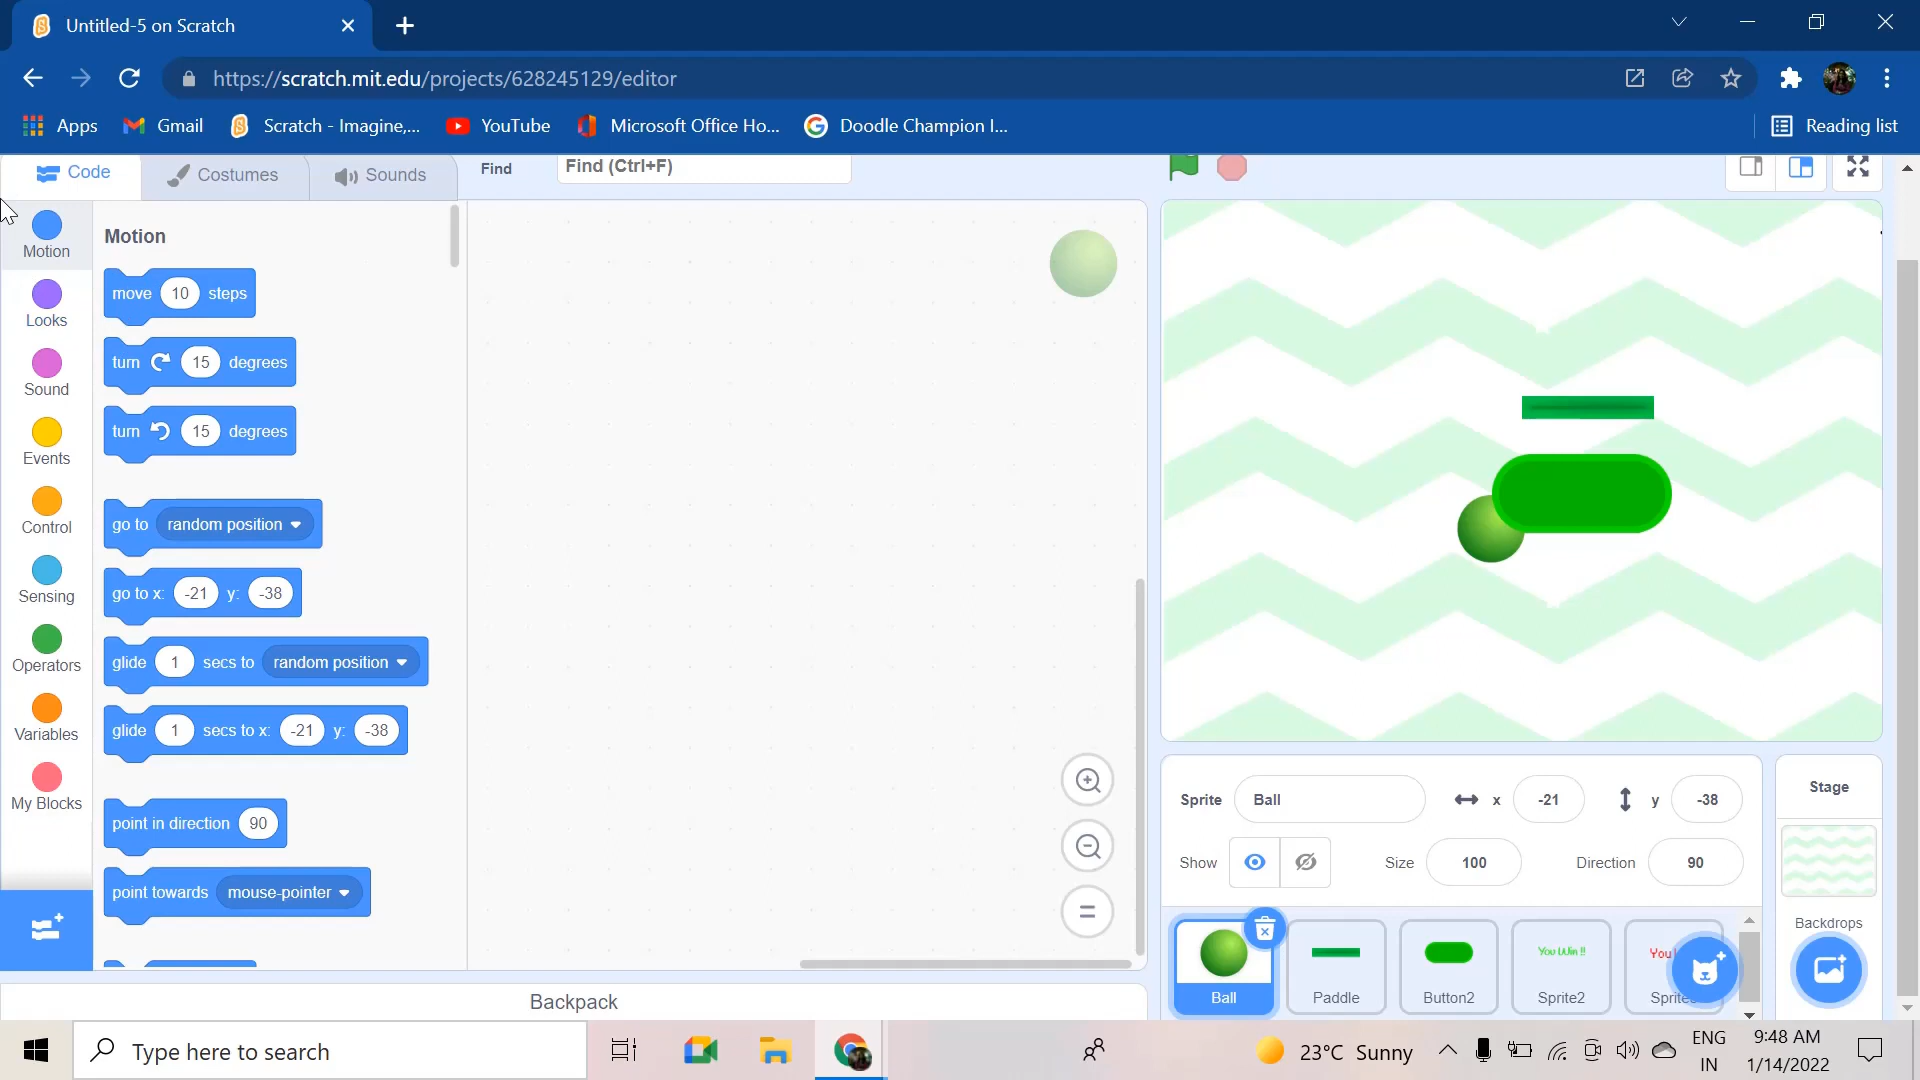 Untitled-5 on Scratch
https://scratch.mit.edu/projects/628245129/editor
Apps
Gmail
Scratch - Imagine,...
YouTube
Microsoft Office Ho...
Doodle Champion I...
Reading list
Code
Costumes
Sounds
Find
Find (Ctrl+F)
Motion
Looks
Sound
Events
Control
Sensing
Operators
Variables
My Blocks
Motion
move 10 steps
turn 15 degrees
turn 15 degrees
go to random position
go to x: -21 y: -38
glide 1 secs to random position
glide 1 secs to x: -21 y: -38
point in direction 90
point towards mouse-pointer
Backpack
Sprite Ball x -21 y -38
Show Size 100 Direction 90
Ball
Paddle
Button2
You Win !!
Sprite2
You
Sprite
Stage
Backdrops
Type here to search
23°C Sunny
ENG
IN
9:48 AM
1/14/2022